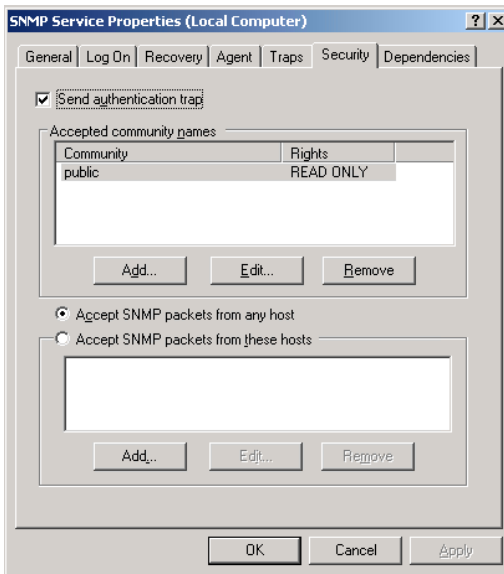 SNMP Service Properties (Local Computer)
General Log On Recovery Agent Traps Security Dependencies
Send authentication trap
Accepted community names
Community Rights
public READ ONLY
Add... Edit... Remove
Accept SNMP packets from any host
Accept SNMP packets from these hosts
Add... Edit... Remove
OK Cancel Apply